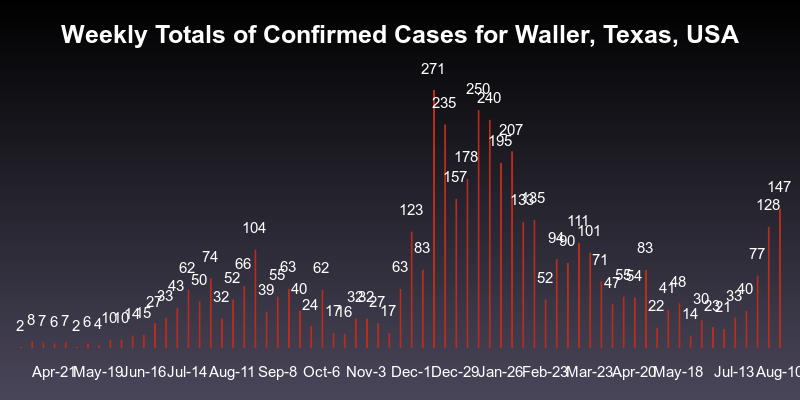 Weekly Totals of Confirmed Cases for Waller, Texas, USA
2 8 7 6 7 2 6 4 10 10 14 15 27 33 43 62 50 74 32 52 66 104 39 55 63 40 24 62 17 16 32 32 27 17 63 123 83 271 235 157 178 250 240 195 207 133 135 52 94 90 111 101 71 47 55 54 83 22 41 48 14 30 23 21 33 40 77 128 147
Apr-21 May-19 Jun-16 Jul-14 Aug-11 Sep-8 Oct-6 Nov-3 Dec-1 Dec-29 Jan-26 Feb-23 Mar-23 Apr-20 May-18 Jul-13 Aug-10